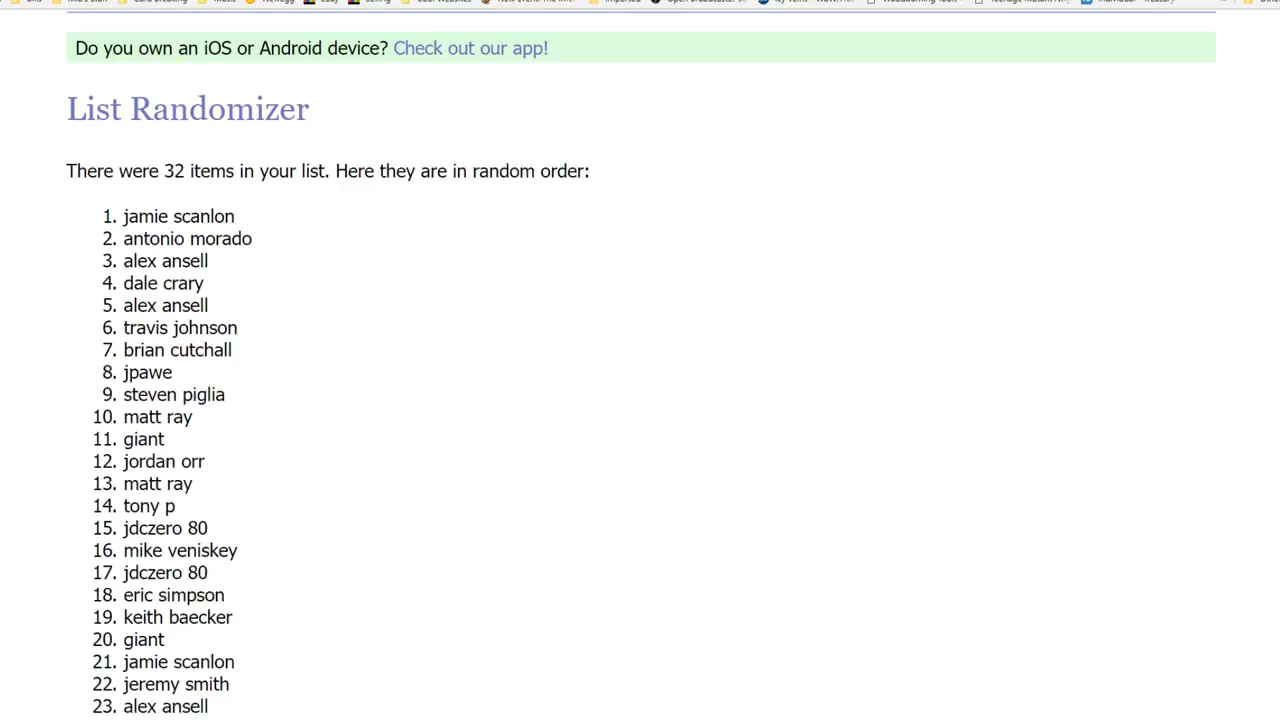 Do you own an iOS or Android device? Check out our app!
List Randomizer
There were 32 items in your list. Here they are in random order:
1. jamie scanlon
2. antonio morado
3. alex ansell
4. dale crary
5. alex ansell
6. travis johnson
7. brian cutchall
8. jpawe
9. steven piglia
10. matt ray
11. giant
12. jordan orr
13. matt ray
14. tony p
15. jdczero 80
16. mike veniskey
17. jdczero 80
18. eric simpson
19. keith baecker
20. giant
21. jamie scanlon
22. jeremy smith
23. alex ansell